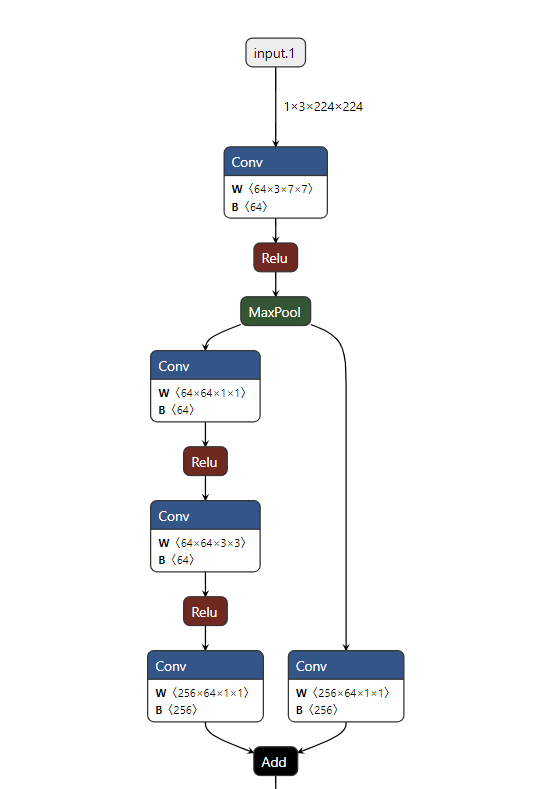 input.1
1×3×224×224
Conv
W 〈64×3×7×7〉
B 〈64〉
Relu
MaxPool
Conv
W 〈64×64×1×1〉
B 〈64〉
Relu
Conv
W 〈64×64×3×3〉
B 〈64〉
Relu
Conv
W 〈256×64×1×1〉
B 〈256〉
Conv
W 〈256×64×1×1〉
B 〈256〉
Add